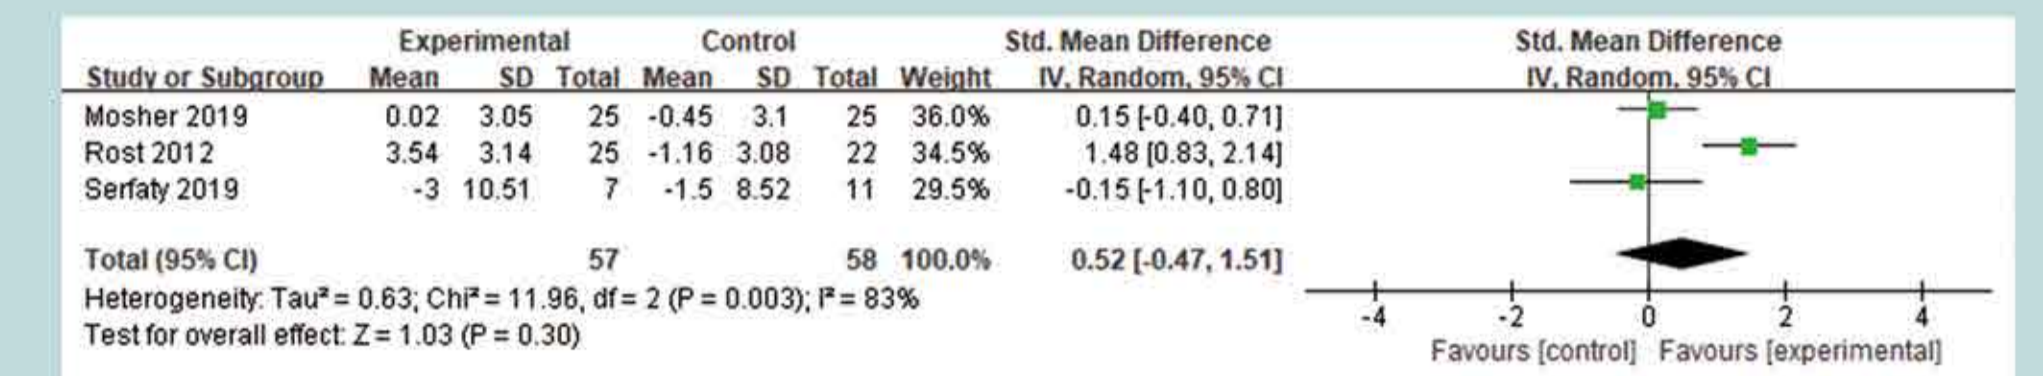 Experimental Control Std. Mean Difference Std. Mean Difference
Study or Subgroup Mean SD Total Mean SD Total Weight IV, Random, 95% CI IV, Random, 95% CI
Mosher 2019 0.02 3.05 25 -0.45 3.1 25 36.0% 0.15 [-0.40, 0.71]
Rost 2012 3.54 3.14 25 -1.16 3.08 22 34.5% 1.48 [0.83, 2.14]
Serfaty 2019 -3 10.51 7 -1.5 8.52 11 29.5% -0.15 [-1.10, 0.80]
Total (95% CI) 57 58 100.0% 0.52 [-0.47, 1.51]
Heterogeneity: Tau² = 0.63; Chi² = 11.96, df = 2 (P = 0.003); I² = 83%
Test for overall effect: Z = 1.03 (P = 0.30)
-4 -2 0 2 4
Favours [control] Favours [experimental]